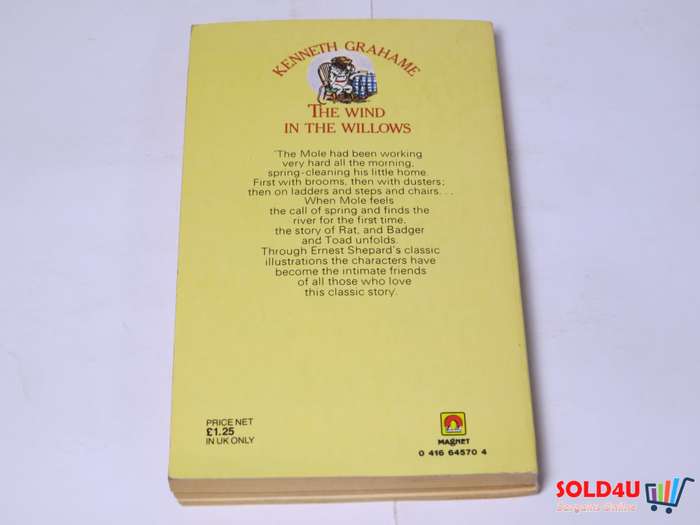 KENNETH GRAHAME
THE WIND
IN THE WILLOWS
'The Mole had been working
very hard all the morning,
spring-cleaning his little home.
First with brooms, then with dusters;
then on ladders and steps and chairs. . .
When Mole feels
the call of spring and finds the
river for the first time,
the story of Rat, and Badger
and Toad unfolds.
Through Ernest Shepard's classic
illustrations the characters have
become the intimate friends
of all those who love
this classic story'.
PRICE NET
£1.25
IN UK ONLY
MAGNET
0 416 64570 4
SOLD4U
Bargains Online